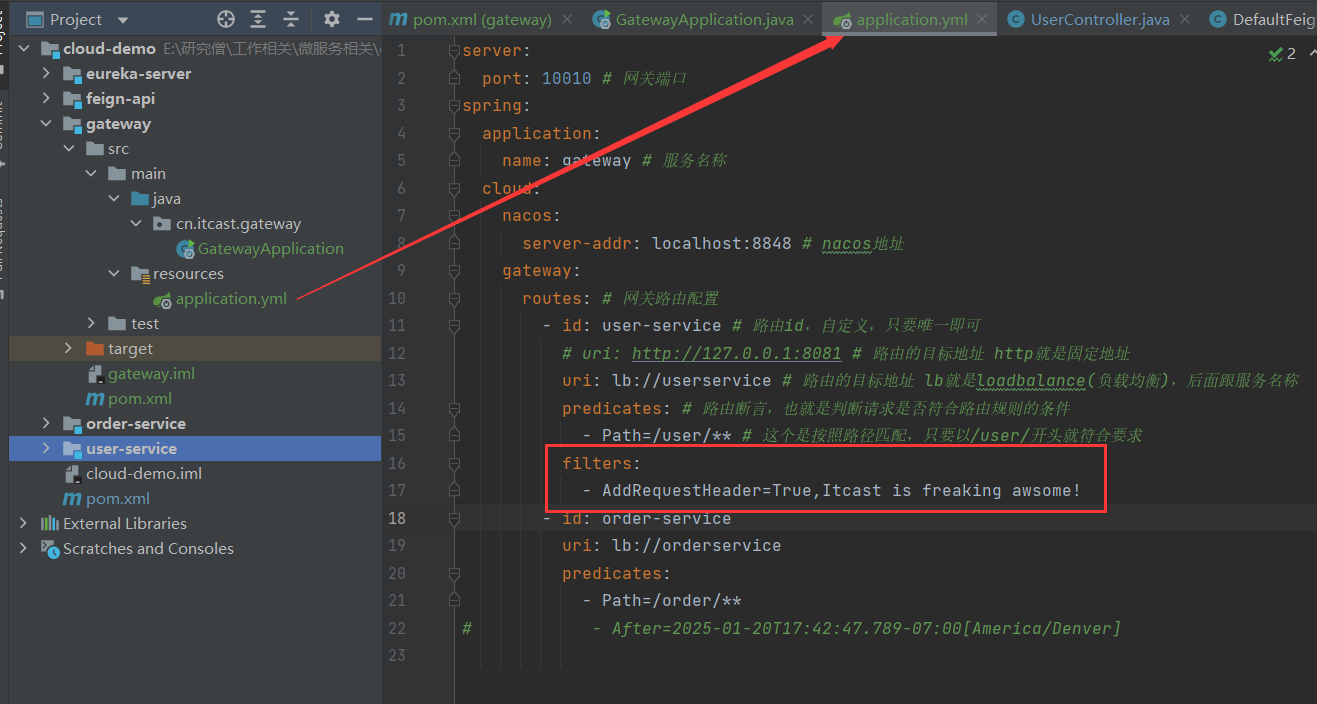 Project
pom.xml (gateway)
GatewayApplication.java
application.yml
UserController.java
DefaultFeig
cloud-demo E:\研究僧\工作相关\微服务相关\
eureka-server
feign-api
gateway
src
main
java
cn.itcast.gateway
GatewayApplication
resources
application.yml
test
target
gateway.iml
pom.xml
order-service
user-service
cloud-demo.iml
pom.xml
External Libraries
Scratches and Consoles
2
1 server:
2 port: 10010 # 网关端口
3 spring:
4 application:
5 name: gateway # 服务名称
6 cloud:
7 nacos:
8 server-addr: localhost:8848 # nacos地址
9 gateway:
10 routes: # 网关路由配置
11 - id: user-service # 路由id，自定义，只要唯一即可
12 # uri: http://127.0.0.1:8081 # 路由的目标地址 http就是固定地址
13 uri: lb://userservice # 路由的目标地址 lb就是loadbalance(负载均衡)，后面跟服务名称
14 predicates: # 路由断言，也就是判断请求是否符合路由规则的条件
15 - Path=/user/** # 这个是按照路径匹配，只要以/user/开头就符合要求
16 filters:
17 - AddRequestHeader=True,Itcast is freaking awsome!
18 - id: order-service
19 uri: lb://orderservice
20 predicates:
21 - Path=/order/**
22 # - After=2025-01-20T17:42:47.789-07:00[America/Denver]
23